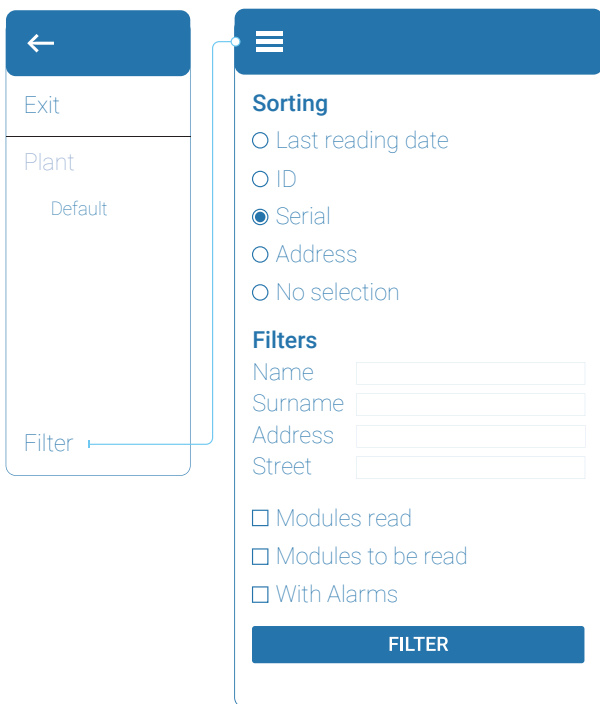 Exit
Plant
Default
Filter
Sorting
Last reading date
ID
Serial
Address
No selection
Filters
Name
Surname
Address
Street
Modules read
Modules to be read
With Alarms
FILTER